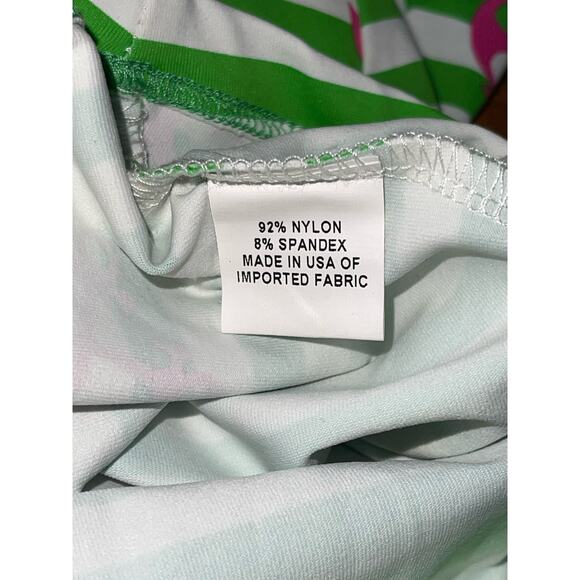 92% NYLON
8% SPANDEX
MADE IN USA OF
IMPORTED FABRIC